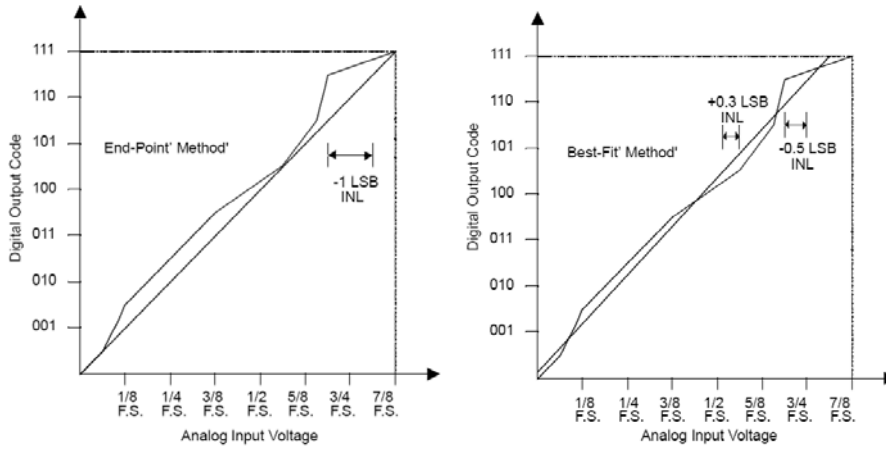 111
110
101
100
011
010
001
Digital Output Code
End-Point' Method'
-1 LSB
INL
1/8 F.S.
1/4 F.S.
3/8 F.S.
1/2 F.S.
5/8 F.S.
3/4 F.S.
7/8 F.S.
Analog Input Voltage
111
110
101
100
011
010
001
Digital Output Code
Best-Fit' Method'
+0.3 LSB
INL
-0.5 LSB
INL
1/8 F.S.
1/4 F.S.
3/8 F.S.
1/2 F.S.
5/8 F.S.
3/4 F.S.
7/8 F.S.
Analog Input Voltage